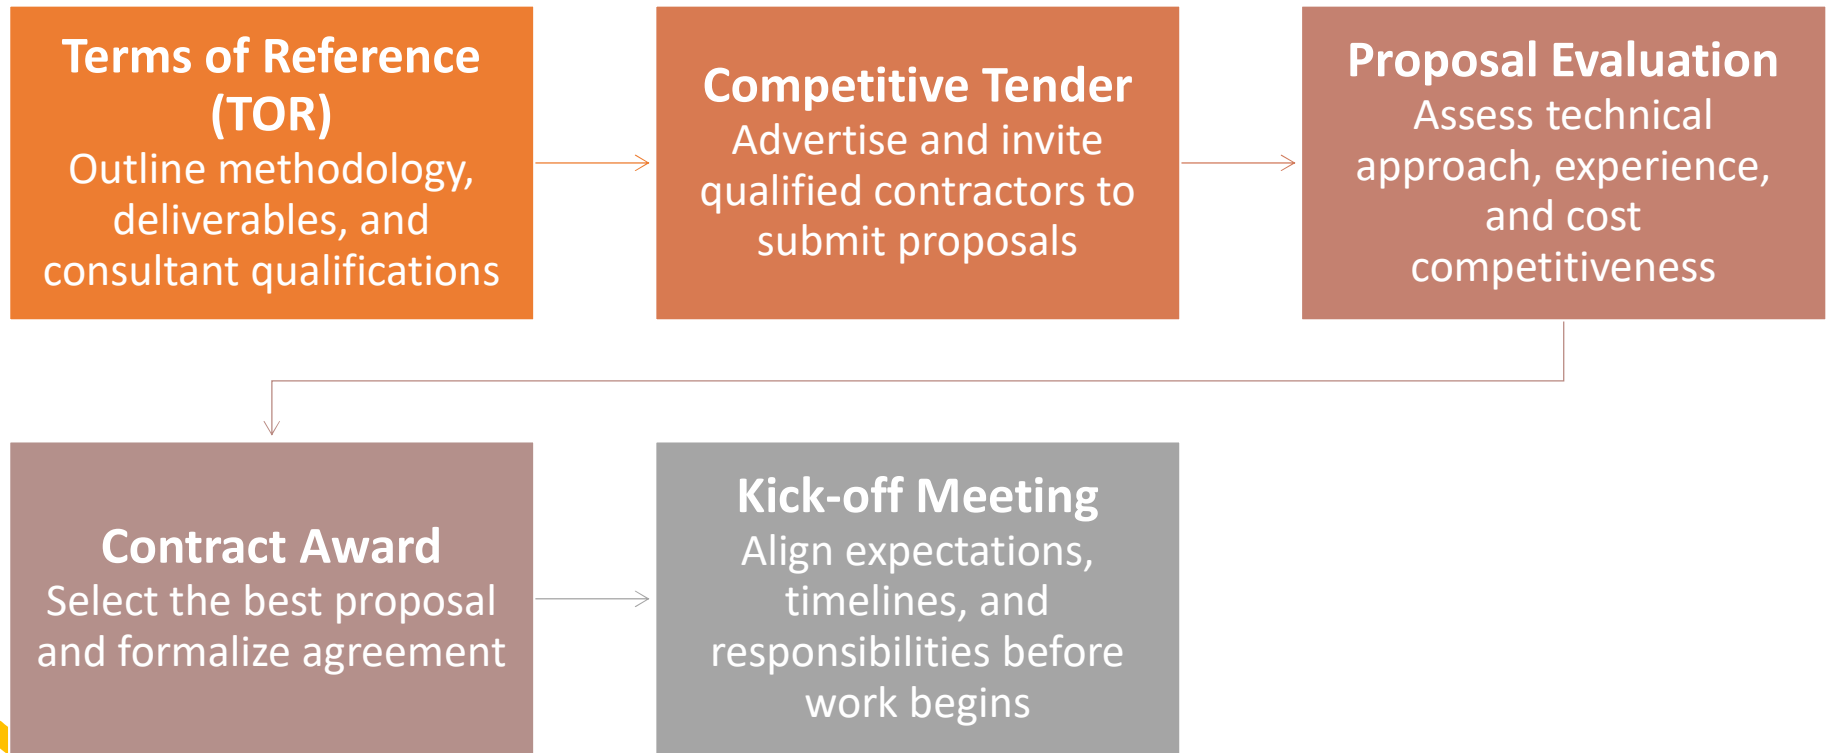 Terms of Reference
(TOR)
Outline methodology,
deliverables, and
consultant qualifications
Competitive Tender
Advertise and invite
qualified contractors to
submit proposals
Proposal Evaluation
Assess technical
approach, experience,
and cost
competitiveness
Contract Award
Select the best proposal
and formalize agreement
Kick-off Meeting
Align expectations,
timelines, and
responsibilities before
work begins